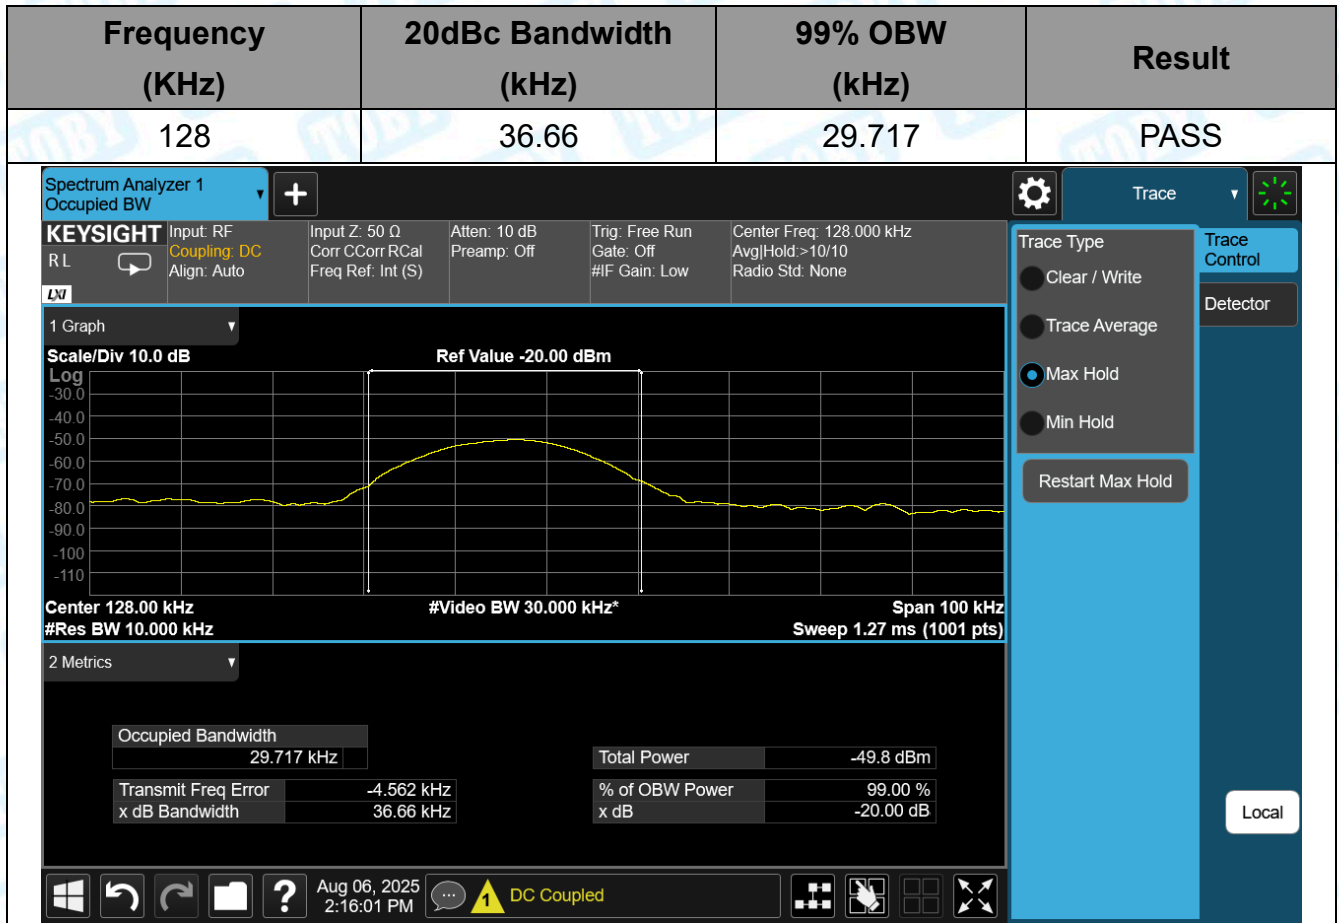 Frequency
(KHz)
20dBc Bandwidth
(kHz)
99% OBW
(kHz)
Result
128
36.66
29.717
PASS
TOBY
Spectrum Analyzer 1
Occupied BW
Trace
KEYSIGHT
RL
LXI
Input: RF
Coupling: DC
Align: Auto
Input Z: 50 Ω
Corr CCorr RCal
Freq Ref: Int (S)
Atten: 10 dB
Preamp: Off
Trig: Free Run
Gate: Off
#IF Gain: Low
Center Freq: 128.000 kHz
Avg|Hold:>10/10
Radio Std: None
Trace Type
Clear / Write
Trace Average
Max Hold
Min Hold
Restart Max Hold
Trace
Control
Detector
1 Graph
Scale/Div 10.0 dB
Ref Value -20.00 dBm
Log
-30.0
-40.0
-50.0
-60.0
-70.0
-80.0
-90.0
-100
-110
Center 128.00 kHz
#Video BW 30.000 kHz*
Span 100 kHz
#Res BW 10.000 kHz
Sweep 1.27 ms (1001 pts)
2 Metrics
Occupied Bandwidth
29.717 kHz
Total Power -49.8 dBm
Transmit Freq Error -4.562 kHz
% of OBW Power 99.00 %
x dB Bandwidth 36.66 kHz
x dB -20.00 dB
Local
?
Aug 06, 2025
2:16:01 PM
1
DC Coupled